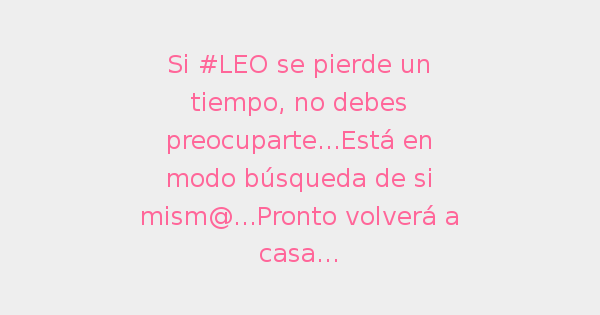 Si #LEO se pierde un
tiempo, no debes
preocuparte...Está en
modo búsqueda de si
mism@...Pronto volverá a
casa...